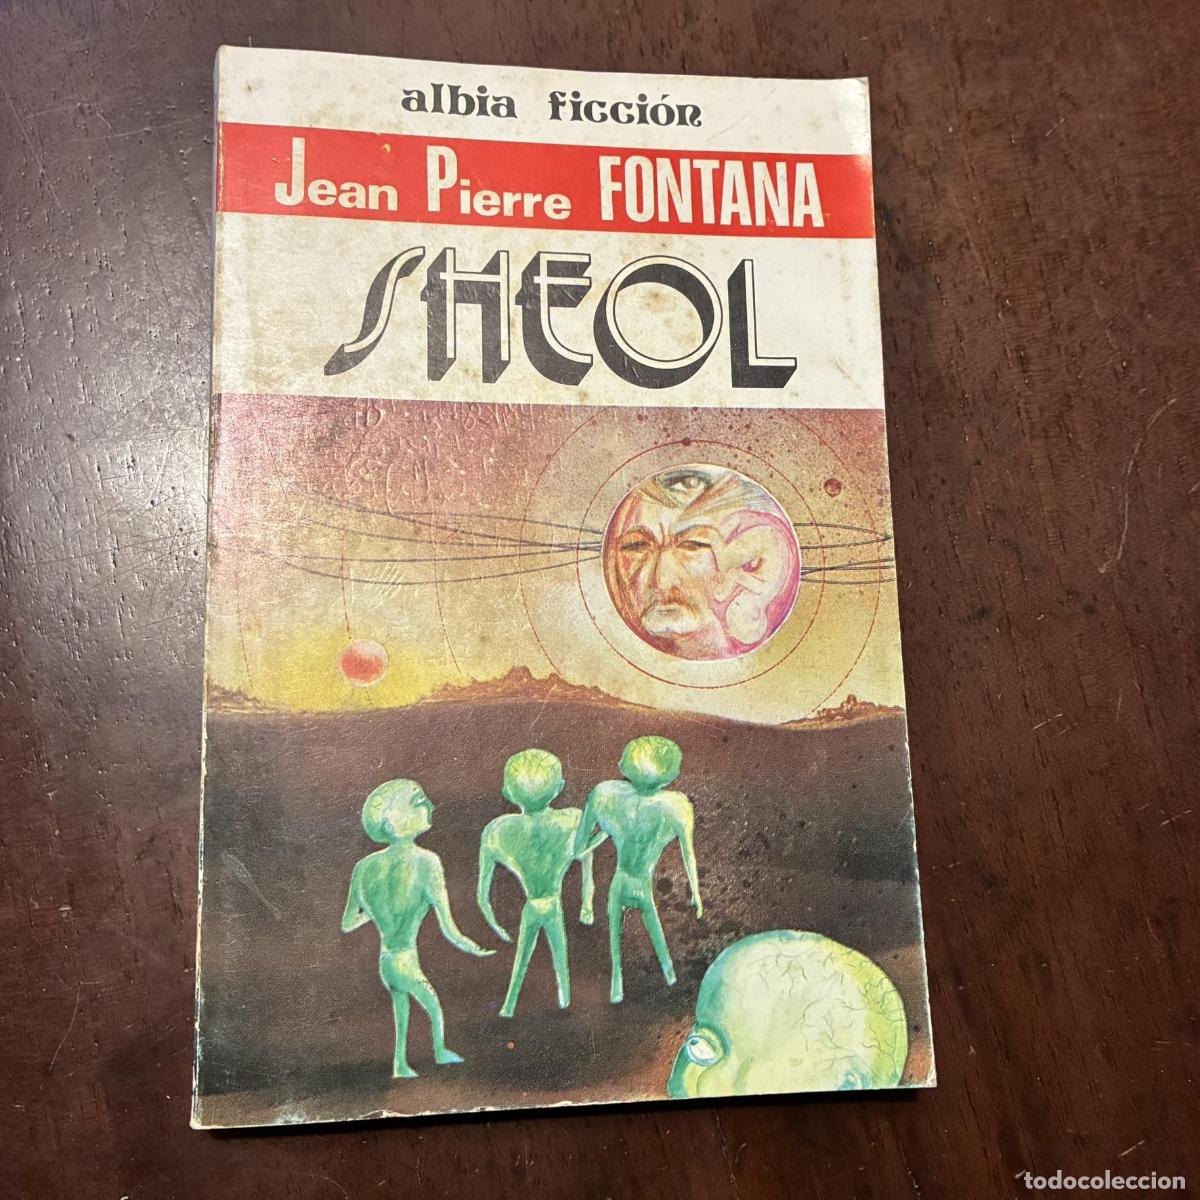 albia ficción
Jean Pierre FONTANA
SHEOL
todocoleccion